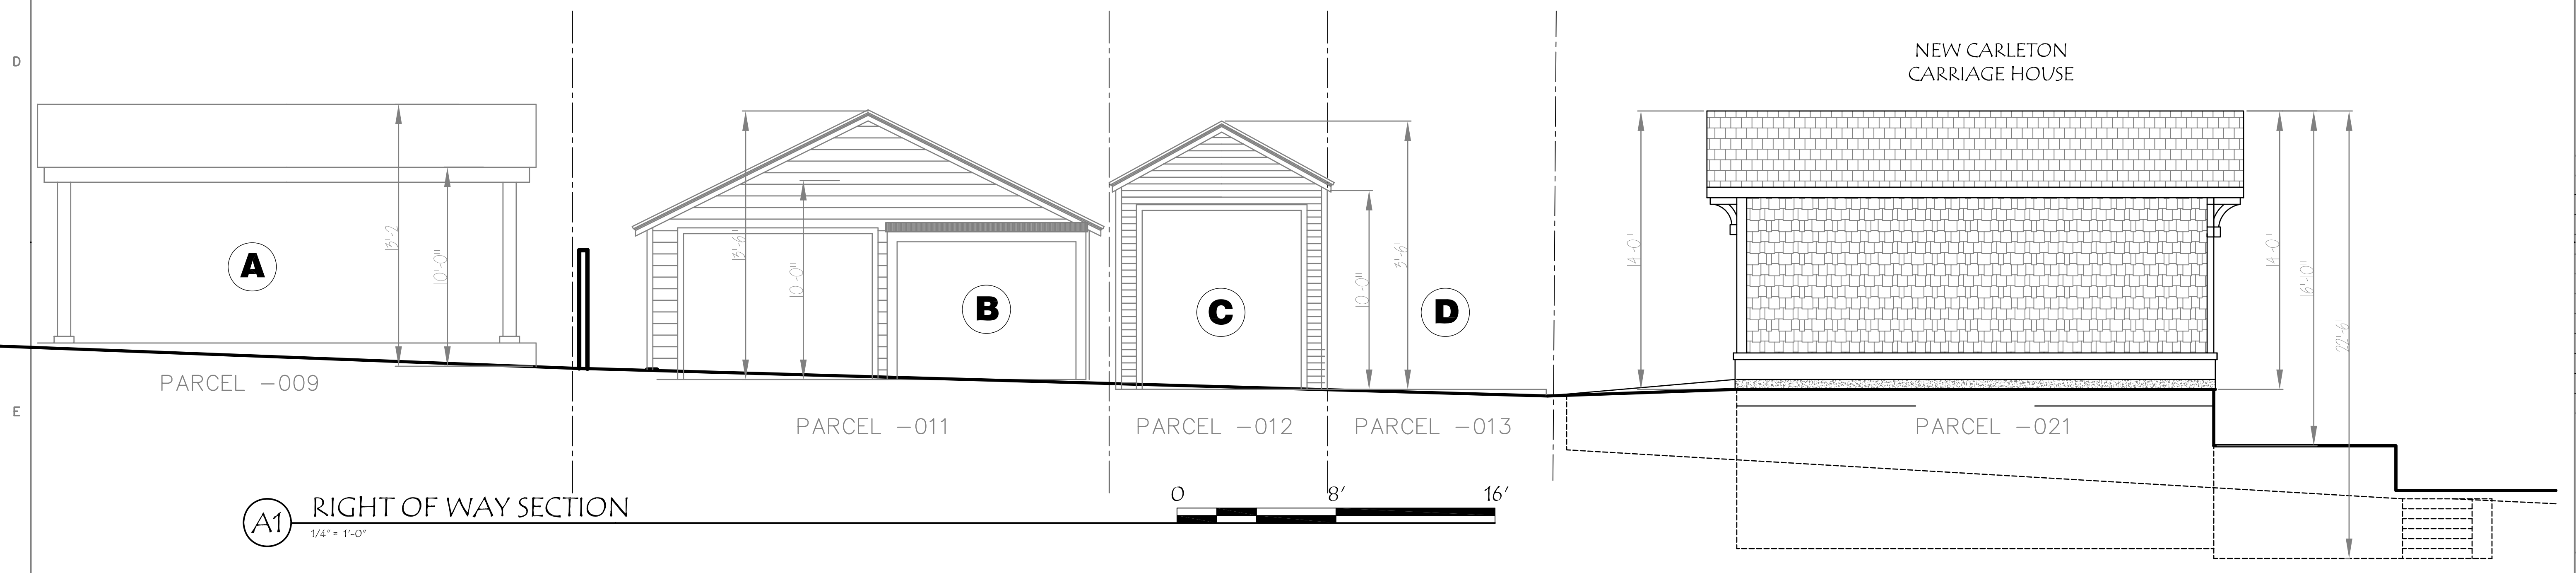 D
NEW CARLETON
CARRIAGE HOUSE
13'-2"
10'-0"
13'-6"
10'-0"
10'-0"
13'-6"
14'-0"
14'-0"
16'-10"
22'-6"
A
B
C
D
PARCEL -009
E
PARCEL -011
PARCEL -012
PARCEL -013
PARCEL -021
A1
RIGHT OF WAY SECTION
1/4" = 1'-0"
0 8' 16'